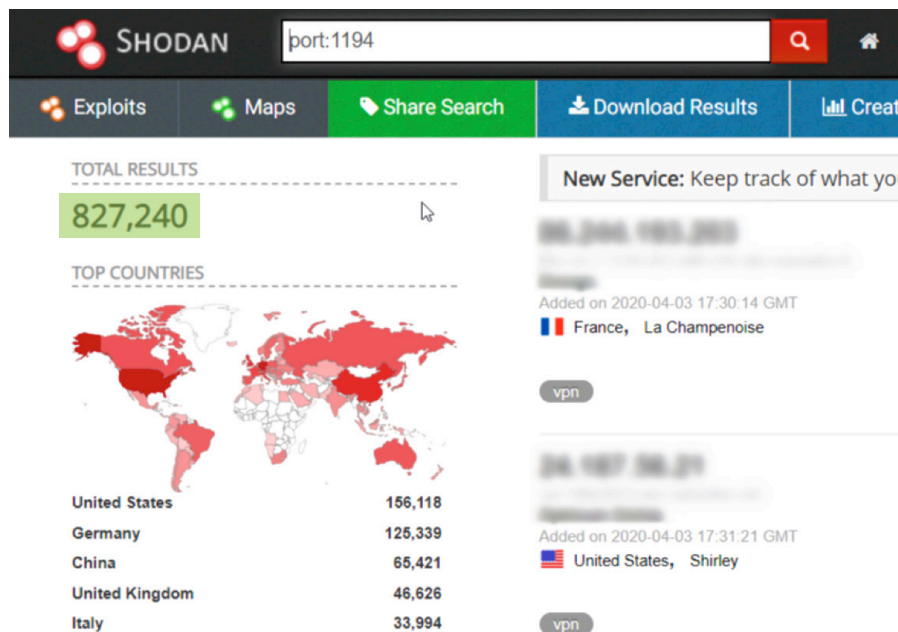 SHODAN
port:1194
Exploits
Maps
Share Search
Download Results
Creat
TOTAL RESULTS
827,240
TOP COUNTRIES
United States 156,118
Germany 125,339
China 65,421
United Kingdom 46,626
Italy 33,994
New Service: Keep track of what yo
Added on 2020-04-03 17:30:14 GMT
France, La Champenoise
vpn
Added on 2020-04-03 17:31:21 GMT
United States, Shirley
vpn